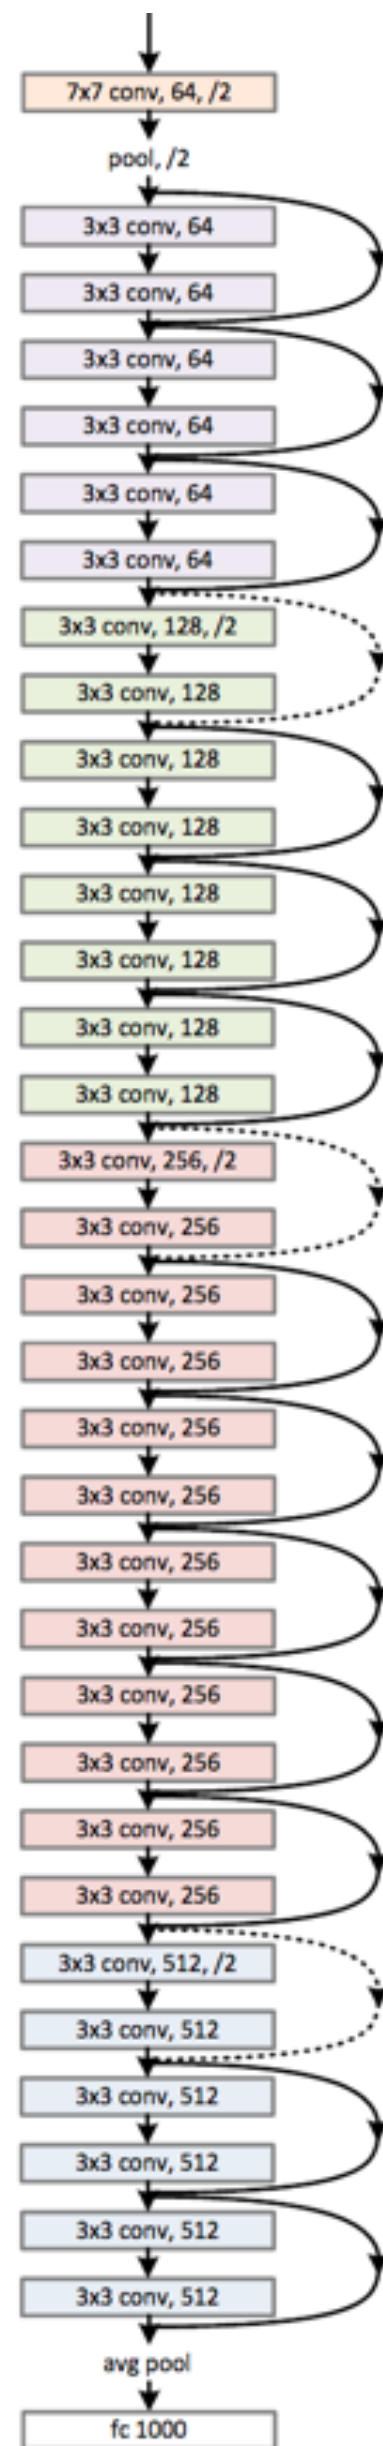 7x7 conv, 64, /2
pool, /2
3x3 conv, 64
3x3 conv, 64
3x3 conv, 64
3x3 conv, 64
3x3 conv, 64
3x3 conv, 64
3x3 conv, 128, /2
3x3 conv, 128
3x3 conv, 128
3x3 conv, 128
3x3 conv, 128
3x3 conv, 128
3x3 conv, 128
3x3 conv, 128
3x3 conv, 256, /2
3x3 conv, 256
3x3 conv, 256
3x3 conv, 256
3x3 conv, 256
3x3 conv, 256
3x3 conv, 256
3x3 conv, 256
3x3 conv, 256
3x3 conv, 256
3x3 conv, 256
3x3 conv, 256
3x3 conv, 512, /2
3x3 conv, 512
3x3 conv, 512
3x3 conv, 512
3x3 conv, 512
3x3 conv, 512
avg pool
fc 1000